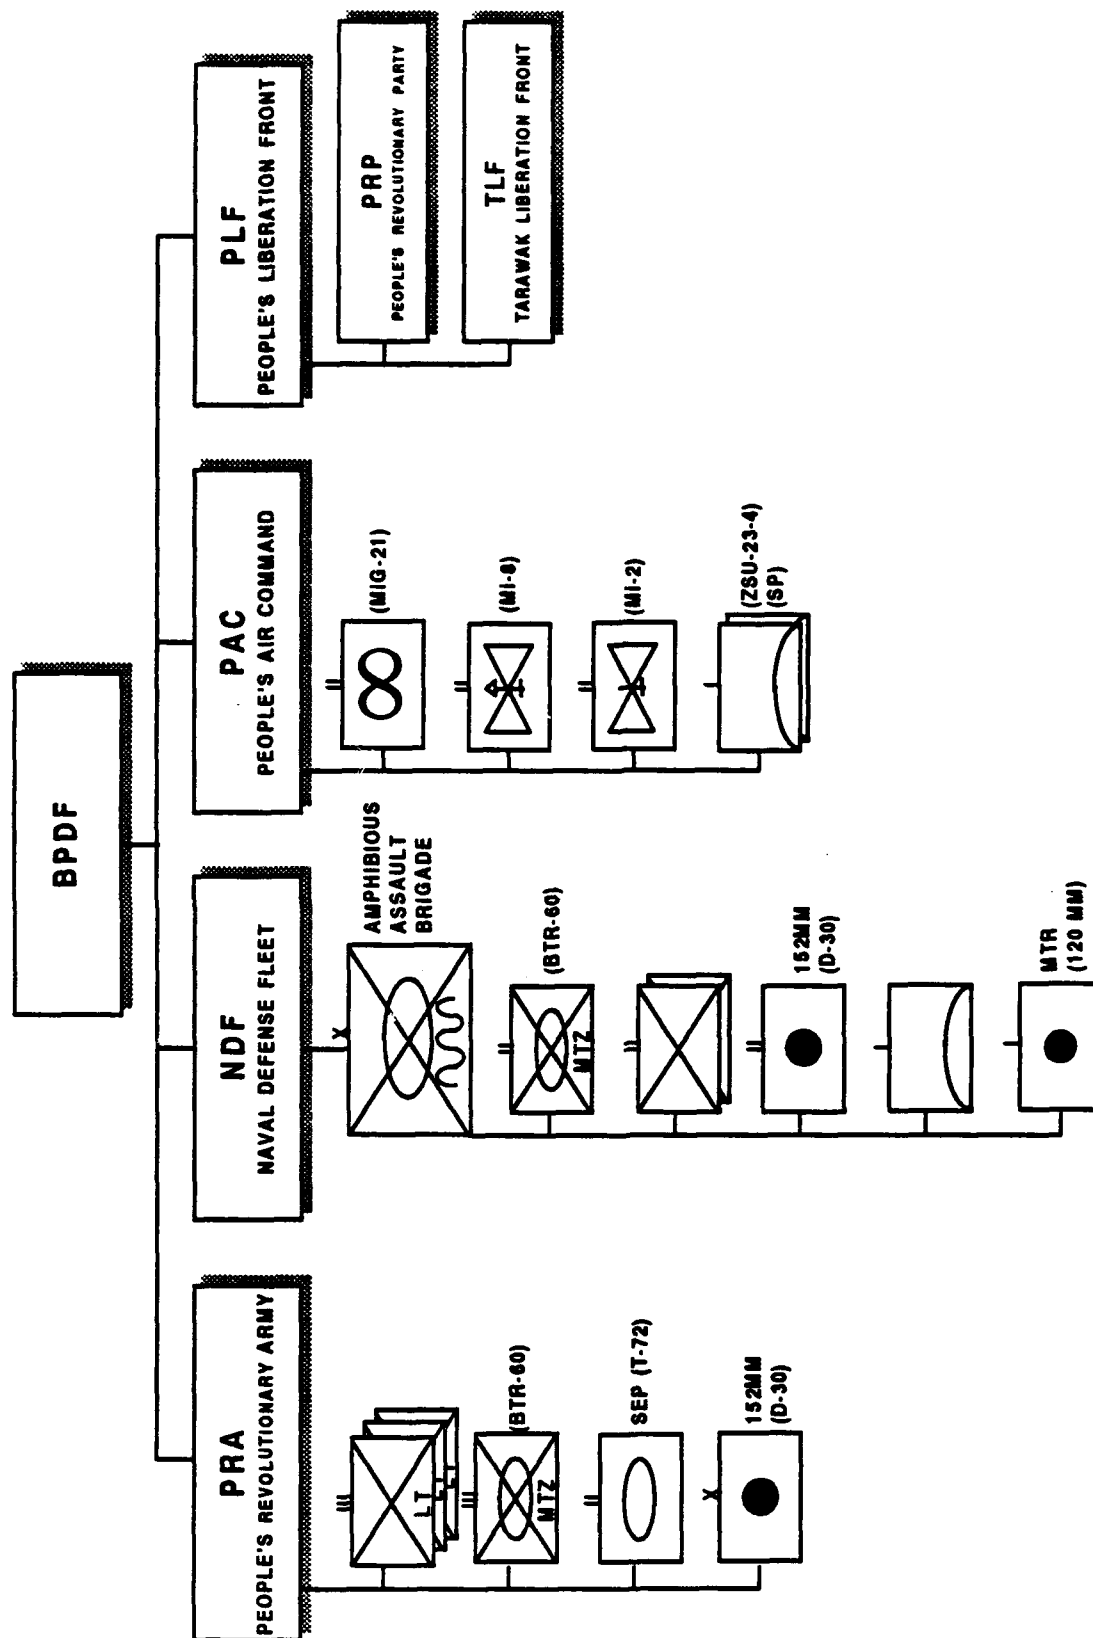 BPDF
PRA
PEOPLE'S REVOLUTIONARY ARMY
LT
LT
LT
(BTR-60)
MTZ
SEP (T-72)
152MM
(D-30)
NDF
NAVAL DEFENSE FLEET
AMPHIBIOUS
ASSAULT
BRIGADE
(BTR-60)
MTZ
152MM
(D-30)
MTR
(120 MM)
PAC
PEOPLE'S AIR COMMAND
(MIG-21)
(MI-8)
(MI-2)
(ZSU-23-4)
(SP)
PLF
PEOPLE'S LIBERATION FRONT
PRP
PEOPLE'S REVOLUTIONARY PARTY
TLF
TARAWAK LIBERATION FRONT